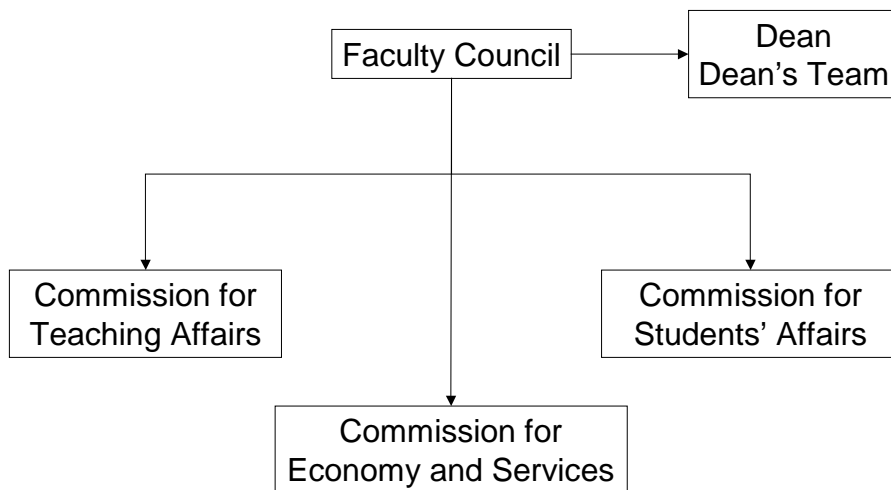 Faculty Council
Dean
Dean's Team
Commission for
Teaching Affairs
Commission for
Students' Affairs
Commission for
Economy and Services